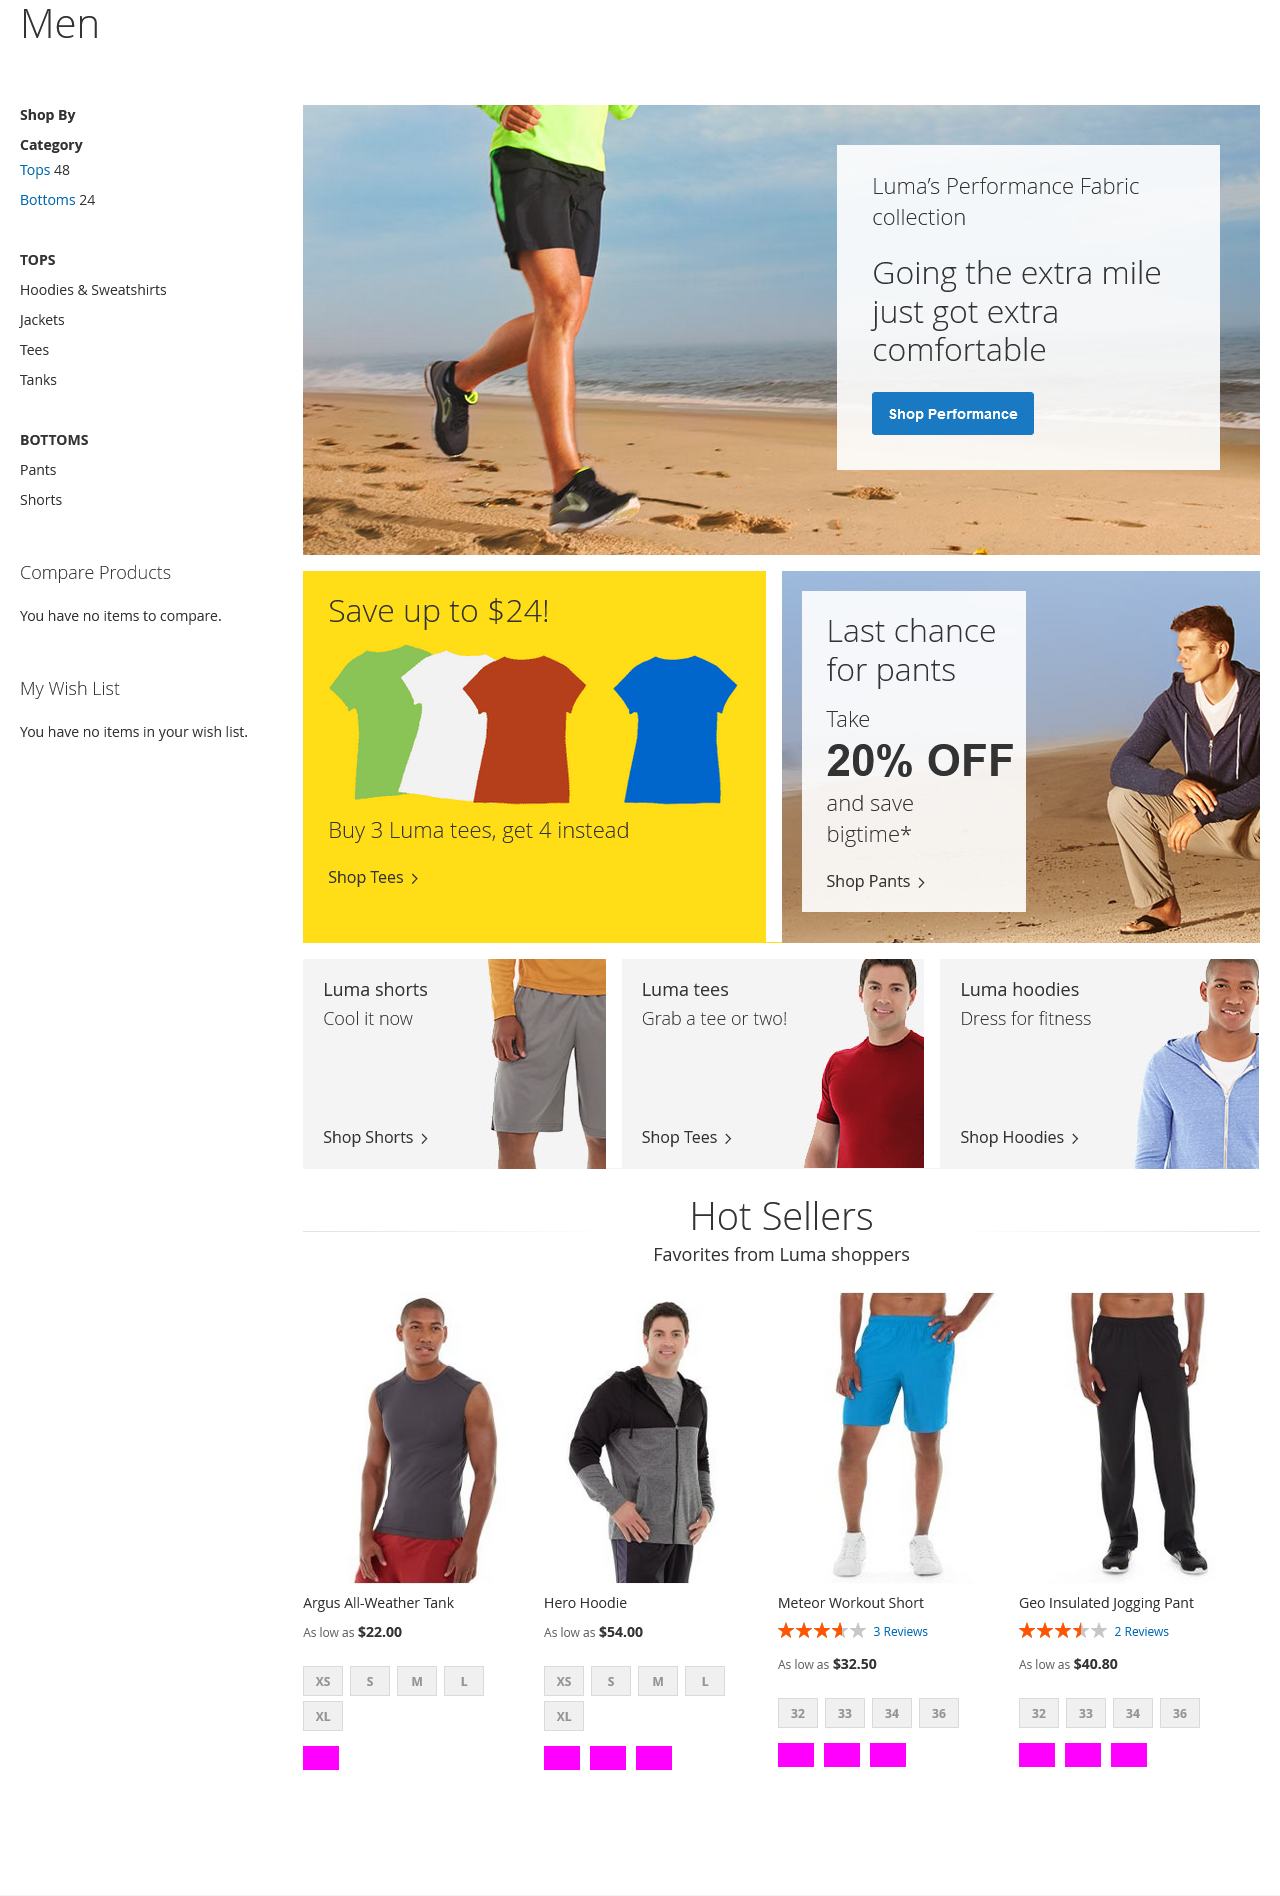 Men
Shop By
Category
Tops 48
Bottoms 24
TOPS
Hoodies & Sweatshirts
Jackets
Tees
Tanks
BOTTOMS
Pants
Shorts
Compare Products
You have no items to compare.
My Wish List
You have no items in your wish list.
Luma’s Performance Fabric
collection
Going the extra mile
just got extra
comfortable
Shop Performance
Save up to $24!
Buy 3 Luma tees, get 4 instead
Shop Tees
Last chance
for pants
Take
20% OFF
and save
bigtime*
Shop Pants
Luma shorts
Cool it now
Shop Shorts
Luma tees
Grab a tee or two!
Shop Tees
Luma hoodies
Dress for fitness
Shop Hoodies
Hot Sellers
Favorites from Luma shoppers
Argus All-Weather Tank
As low as $22.00
XS S M L
XL
Hero Hoodie
As low as $54.00
XS S M L
XL
Meteor Workout Short
3 Reviews
As low as $32.50
32 33 34 36
Geo Insulated Jogging Pant
2 Reviews
As low as $40.80
32 33 34 36